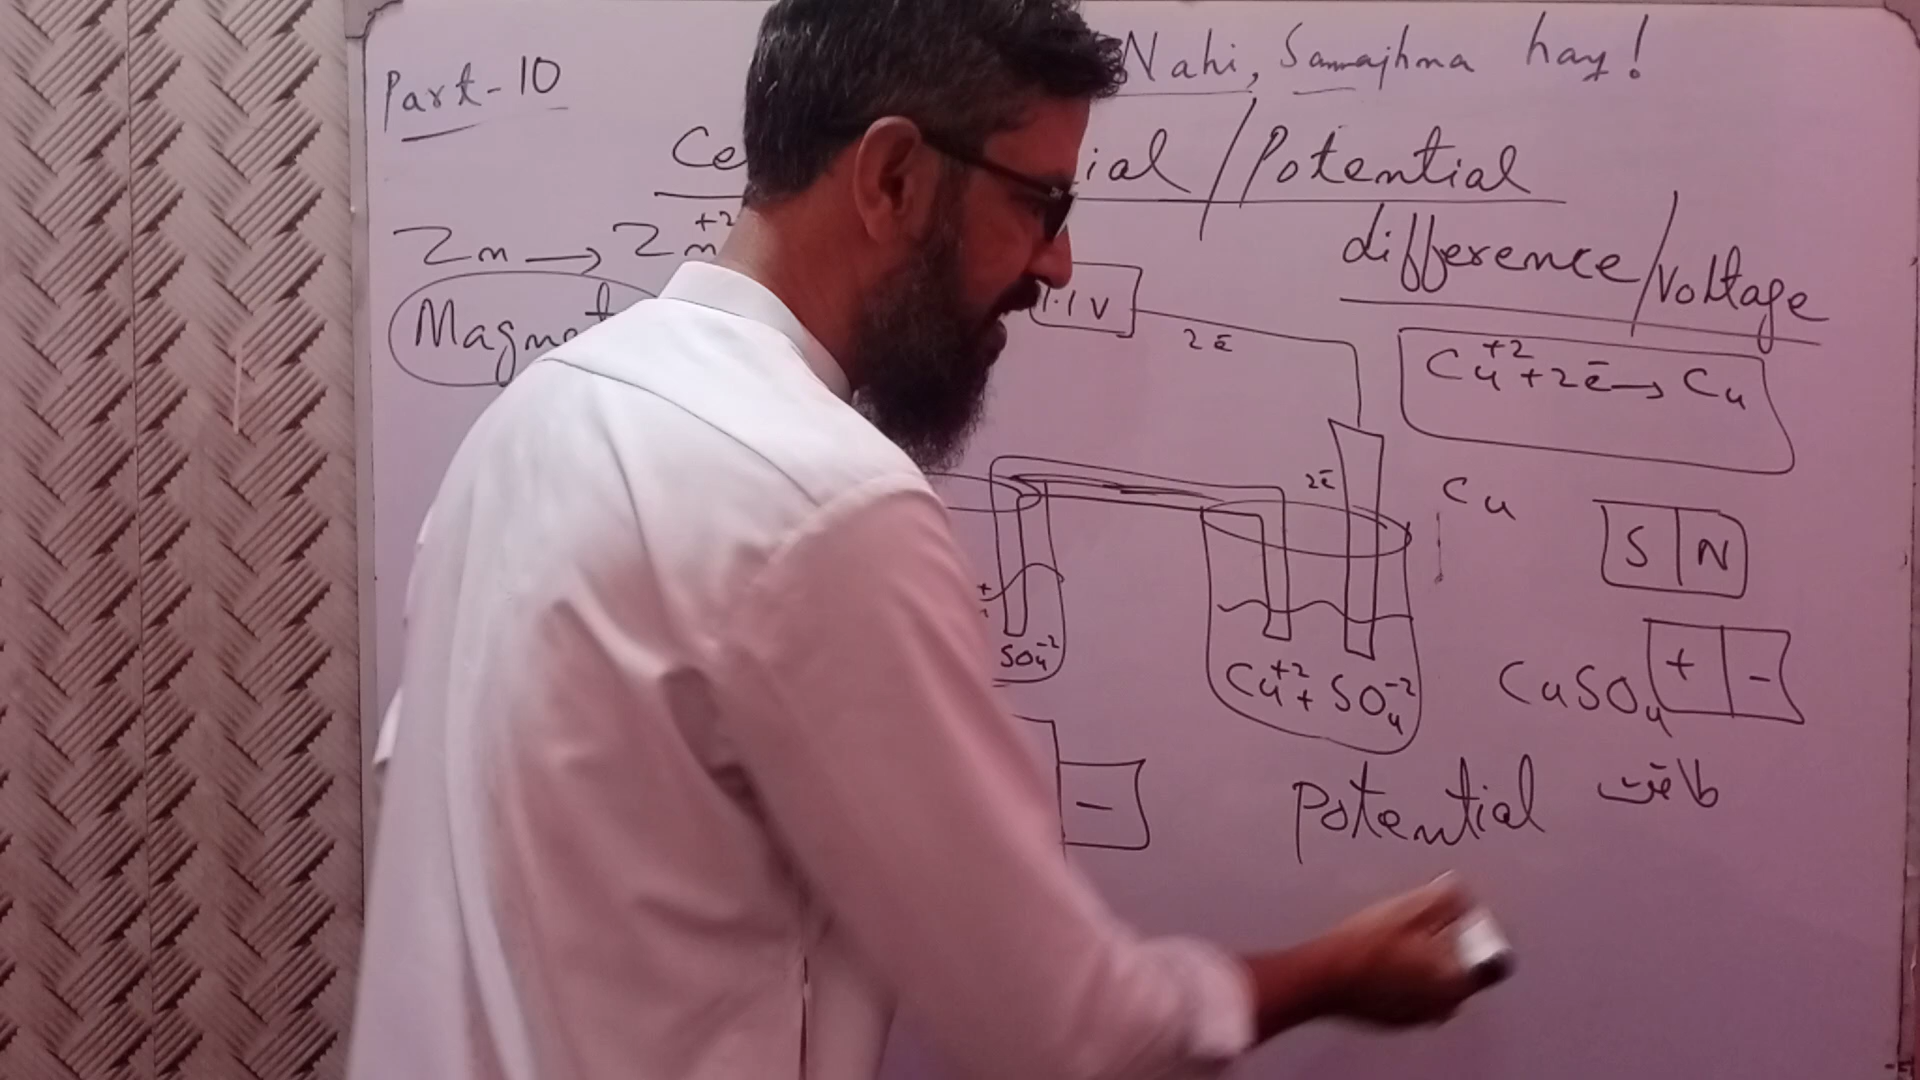 Part-10
Nahi, Samajhna hay!
Ce ial / Potential
difference / Voltage
Zn → Zn+2
Magnet
1.1 V
2ē
Cu+2 + 2ē → Cu
2ē
Cu
S N
SO4-2
Cu+2 + SO4-2
CuSO4
+ -
-
Potential طاقت